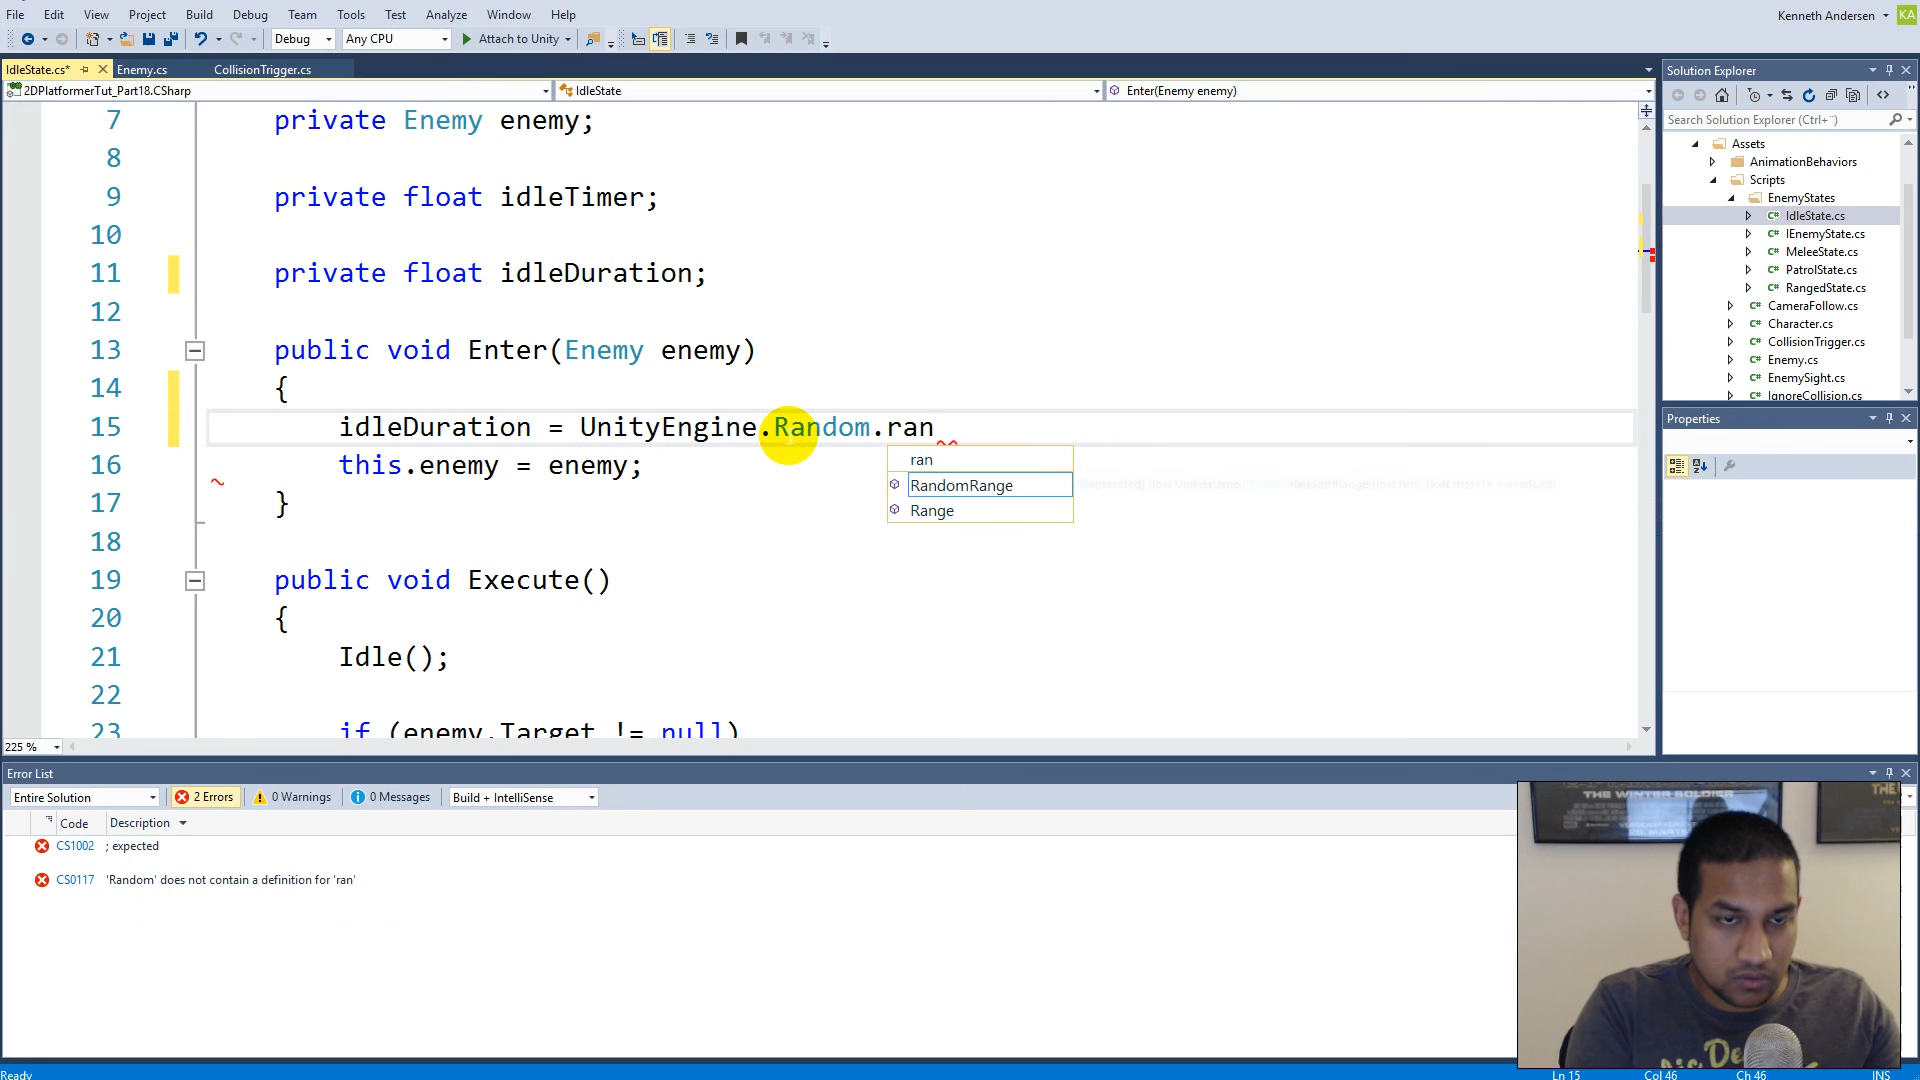 File Edit View Project Build Debug Team Tools Test Analyze Window Help
Kenneth Andersen KA
Debug Any CPU Attach to Unity
IdleState.cs* Enemy.cs CollisionTrigger.cs
2DPlatformerTut_Part18.CSharp IdleState Enter(Enemy enemy)
7 private Enemy enemy;
8
9 private float idleTimer;
10
11 private float idleDuration;
12
13 public void Enter(Enemy enemy)
14 {
15 idleDuration = UnityEngine.Random.ran
16 this.enemy = enemy;
17 }
18
19 public void Execute()
20 {
21 Idle();
22
23 if (enemy.Target != null)
ran
RandomRange
Range
225 %
Solution Explorer
Search Solution Explorer (Ctrl+¨)
Assets
AnimationBehaviors
Scripts
EnemyStates
C# IdleState.cs
C# IEnemyState.cs
C# MeleeState.cs
C# PatrolState.cs
C# RangedState.cs
C# CameraFollow.cs
C# Character.cs
C# CollisionTrigger.cs
C# Enemy.cs
C# EnemySight.cs
C# IgnoreCollision.cs
Properties
Error List
Entire Solution 2 Errors 0 Warnings 0 Messages Build + IntelliSense
Code Description
CS1002 ; expected
CS0117 'Random' does not contain a definition for 'ran'
THE WINTER SOLDIER
Ready Ln 15 Col 46 Ch 46 INS